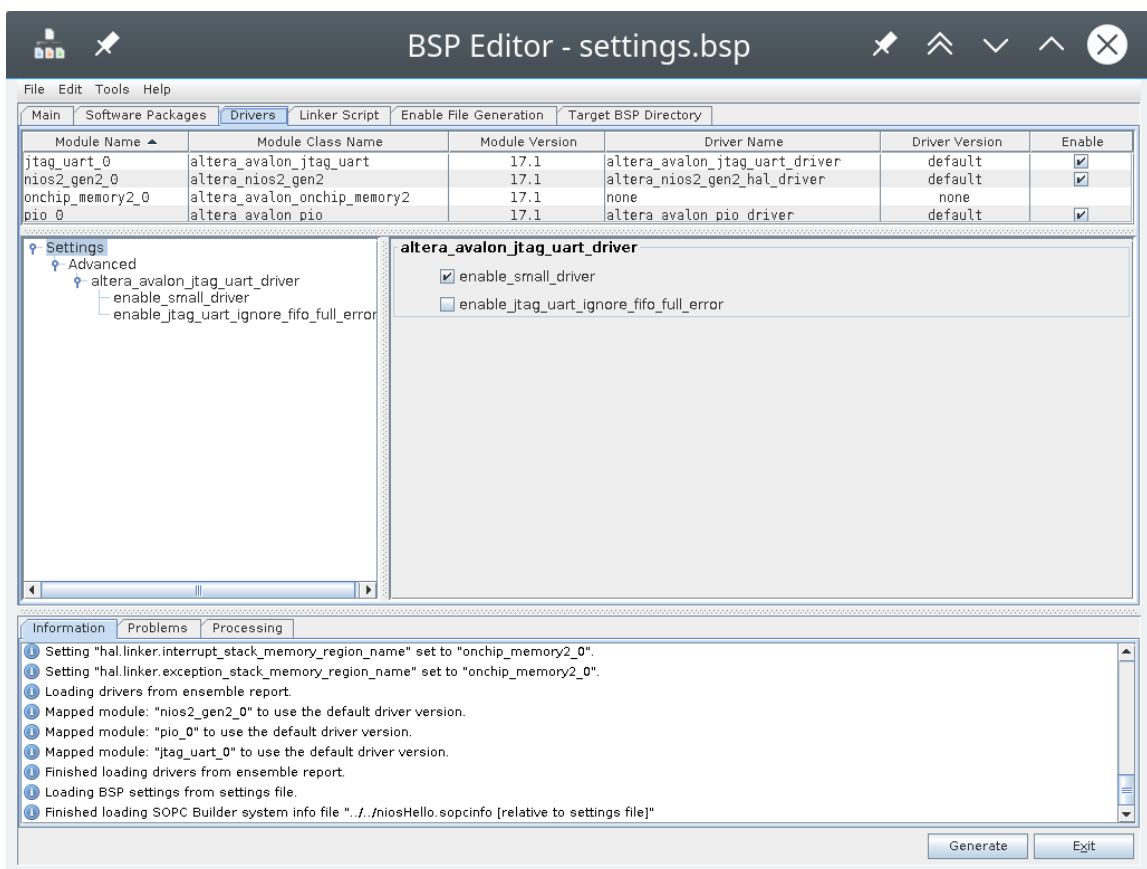 BSP Editor - settings.bsp
File Edit Tools Help
Main Software Packages Drivers Linker Script Enable File Generation Target BSP Directory
Module Name Module Class Name Module Version Driver Name Driver Version Enable
jtag_uart_0 altera_avalon_jtag_uart 17.1 altera_avalon_jtag_uart_driver default
nios2_gen2_0 altera_nios2_gen2 17.1 altera_nios2_gen2_hal_driver default
onchip_memory2_0 altera_avalon_onchip_memory2 17.1 none none
pio_0 altera_avalon_pio 17.1 altera_avalon_pio_driver default
Settings
Advanced
altera_avalon_jtag_uart_driver
enable_small_driver
enable_jtag_uart_ignore_fifo_full_error
altera_avalon_jtag_uart_driver
enable_small_driver
enable_jtag_uart_ignore_fifo_full_error
Information Problems Processing
Setting "hal.linker.interrupt_stack_memory_region_name" set to "onchip_memory2_0".
Setting "hal.linker.exception_stack_memory_region_name" set to "onchip_memory2_0".
Loading drivers from ensemble report.
Mapped module: "nios2_gen2_0" to use the default driver version.
Mapped module: "pio_0" to use the default driver version.
Mapped module: "jtag_uart_0" to use the default driver version.
Finished loading drivers from ensemble report.
Loading BSP settings from settings file.
Finished loading SOPC Builder system info file "../../niosHello.sopcinfo [relative to settings file]"
Generate Exit